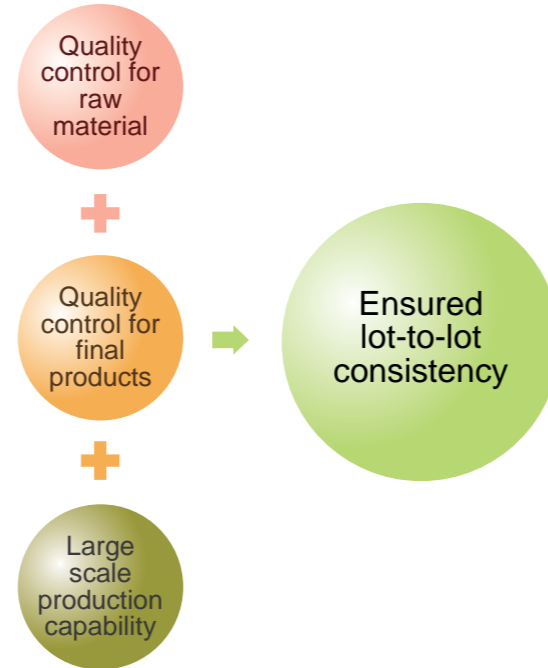 Quality
control for
raw
material
Quality
control for
final
products
Large
scale
production
capability
Ensured
lot-to-lot
consistency